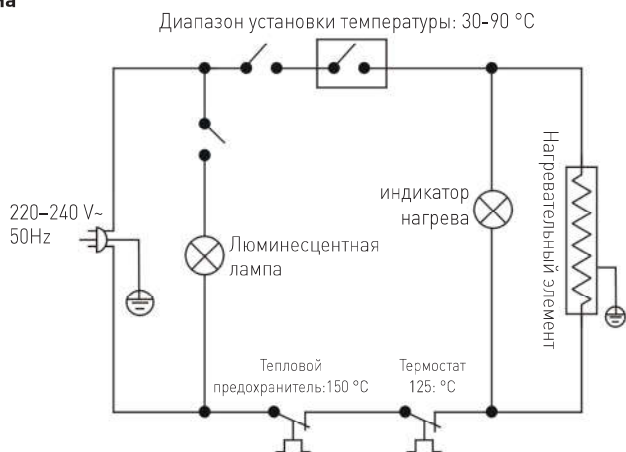 Диапазон установки температуры: 30-90 °C
220–240 V~
50Hz
Люминесцентная
лампа
индикатор
нагрева
Нагревательный элемент
Тепловой
предохранитель:150 °C
Термостат
125: °C